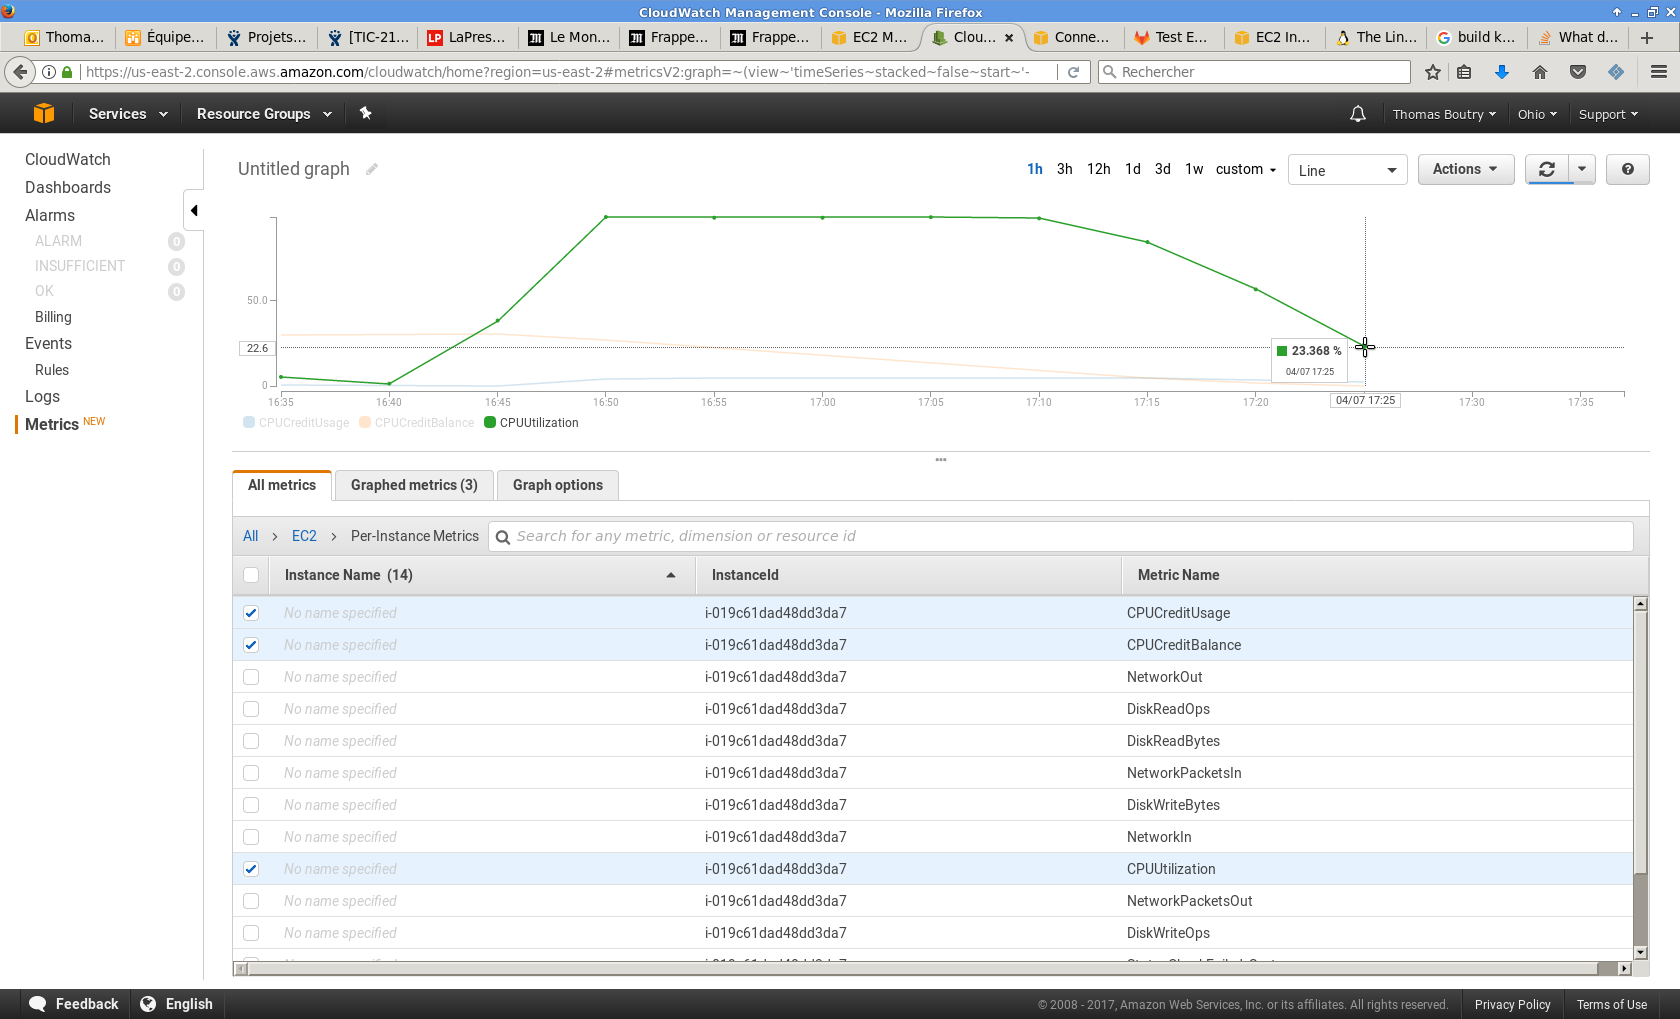 CloudWatch Management Console - Mozilla Firefox
Thoma... Équipe... Projets... [TIC-21... LaPres... Le Mon... Frappe... Frappe... EC2 M... Clou... Conne... Test E... EC2 In... The Lin... build k... What d...
https://us-east-2.console.aws.amazon.com/cloudwatch/home?region=us-east-2#metricsV2:graph=~(view~'timeSeries~stacked~false~start~'- Rechercher
Services Resource Groups Thomas Boutry Ohio Support
CloudWatch
Dashboards
Alarms
ALARM 0
INSUFFICIENT 0
OK 0
Billing
Events
Rules
Logs
Metrics NEW
Untitled graph 1h 3h 12h 1d 3d 1w custom Line Actions ?
50.0
22.6
0
23.368 %
04/07 17:25
16:35 16:40 16:45 16:50 16:55 17:00 17:05 17:10 17:15 17:20 04/07 17:25 17:30 17:35
CPUCreditUsage CPUCreditBalance CPUUtilization
All metrics Graphed metrics (3) Graph options
All > EC2 > Per-Instance Metrics Search for any metric, dimension or resource id
Instance Name (14) InstanceId Metric Name
No name specified i-019c61dad48dd3da7 CPUCreditUsage
No name specified i-019c61dad48dd3da7 CPUCreditBalance
No name specified i-019c61dad48dd3da7 NetworkOut
No name specified i-019c61dad48dd3da7 DiskReadOps
No name specified i-019c61dad48dd3da7 DiskReadBytes
No name specified i-019c61dad48dd3da7 NetworkPacketsIn
No name specified i-019c61dad48dd3da7 DiskWriteBytes
No name specified i-019c61dad48dd3da7 NetworkIn
No name specified i-019c61dad48dd3da7 CPUUtilization
No name specified i-019c61dad48dd3da7 NetworkPacketsOut
No name specified i-019c61dad48dd3da7 DiskWriteOps
Feedback English © 2008 - 2017, Amazon Web Services, Inc. or its affiliates. All rights reserved. Privacy Policy Terms of Use